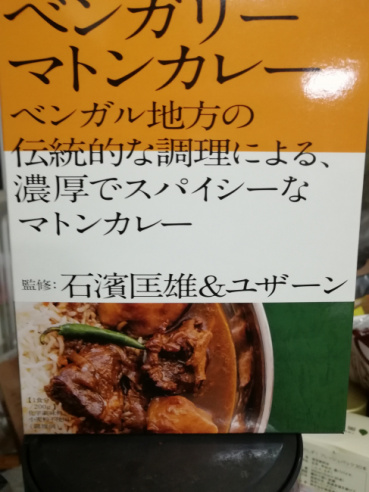 ベンガリー
マトンカレー
ベンガル地方の
伝統的な調理による、
濃厚でスパイシーな
マトンカレー
監修：石濱匡雄＆ユザーン